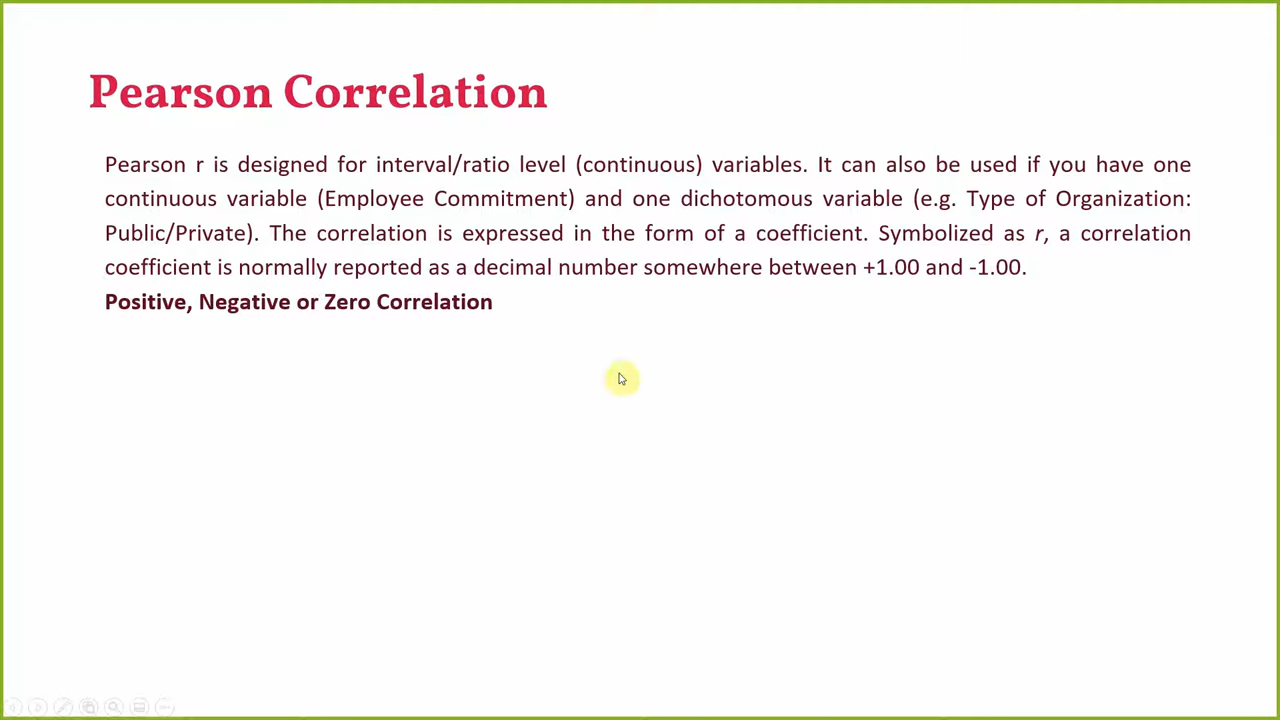 Pearson Correlation
Pearson r is designed for interval/ratio level (continuous) variables. It can also be used if you have one
continuous variable (Employee Commitment) and one dichotomous variable (e.g. Type of Organization:
Public/Private). The correlation is expressed in the form of a coefficient. Symbolized as r, a correlation
coefficient is normally reported as a decimal number somewhere between +1.00 and -1.00.
Positive, Negative or Zero Correlation